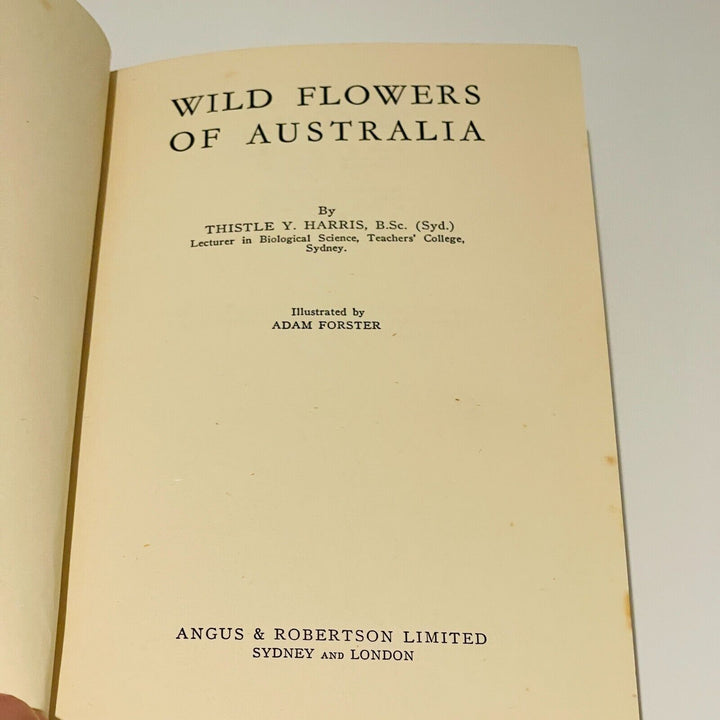 WILD FLOWERS
OF AUSTRALIA
By
THISTLE Y. HARRIS, B.Sc. (Syd.)
Lecturer in Biological Science, Teachers' College,
Sydney.
Illustrated by
ADAM FORSTER
ANGUS & ROBERTSON LIMITED
SYDNEY AND LONDON